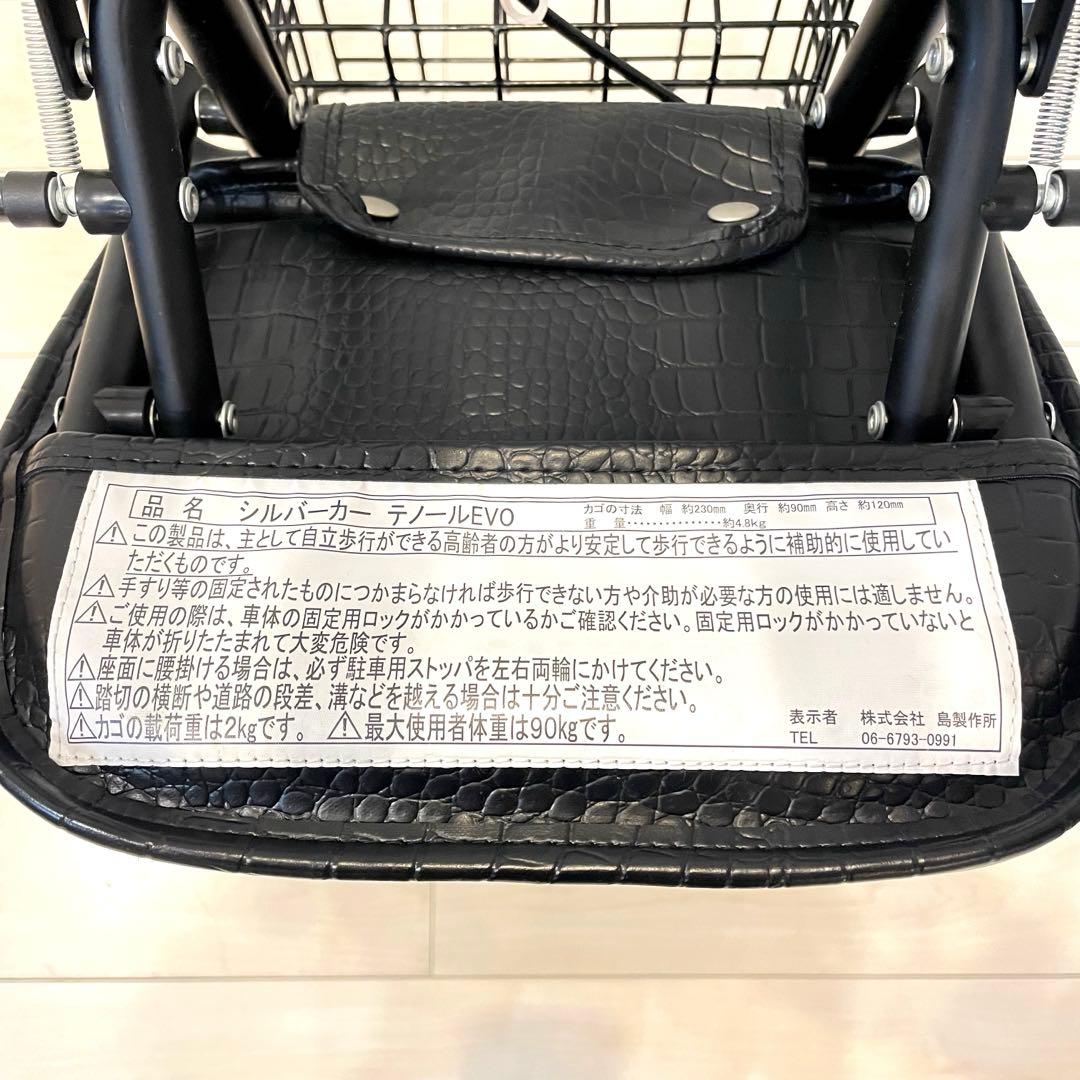 品 名 シルバーカー テノールEVO カゴの寸法 幅 約230mm 奥行 約90mm 高さ 約120mm
重 量・・・・・・・・・・・・・・・約4.8kg
⚠この製品は、主として自立歩行ができる高齢者の方がより安定して歩行できるように補助的に使用してい
ただくものです。
⚠手すり等の固定されたものにつかまらなければ歩行できない方や介助が必要な方の使用には適しません。
⚠ご使用の際は、車体の固定用ロックがかかっているかご確認ください。固定用ロックがかかっていないと
車体が折りたたまれて大変危険です。
⚠座面に腰掛ける場合は、必ず駐車用ストッパを左右両輪にかけてください。
⚠踏切の横断や道路の段差、溝などを越える場合は十分ご注意ください。
⚠カゴの載荷重は2kgです。 ⚠最大使用者体重は90kgです。
表示者 株式会社 島製作所
TEL 06-6793-0991